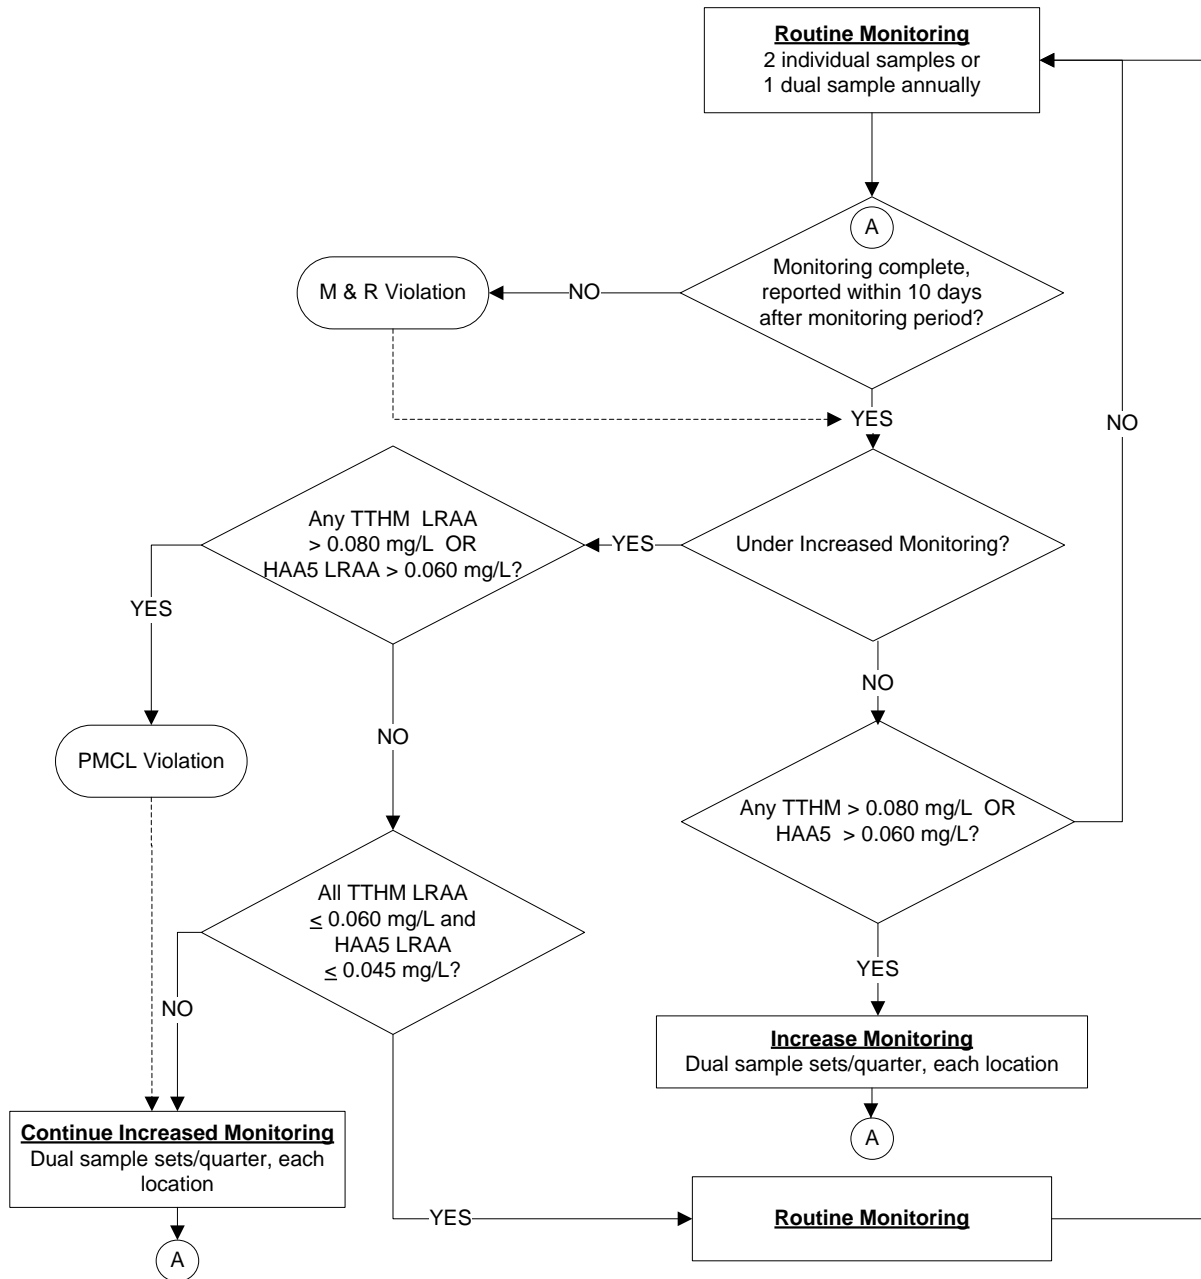 Routine Monitoring
2 individual samples or
1 dual sample annually
A
Monitoring complete,
reported within 10 days
after monitoring period?
NO
M & R Violation
YES
NO
Under Increased Monitoring?
YES
Any TTHM LRAA
> 0.080 mg/L OR
HAA5 LRAA > 0.060 mg/L?
YES
NO
NO
PMCL Violation
Any TTHM > 0.080 mg/L OR
HAA5 > 0.060 mg/L?
All TTHM LRAA
≤ 0.060 mg/L and
HAA5 LRAA
≤ 0.045 mg/L?
YES
NO
Increase Monitoring
Dual sample sets/quarter, each location
A
Continue Increased Monitoring
Dual sample sets/quarter, each
location
A
YES
Routine Monitoring